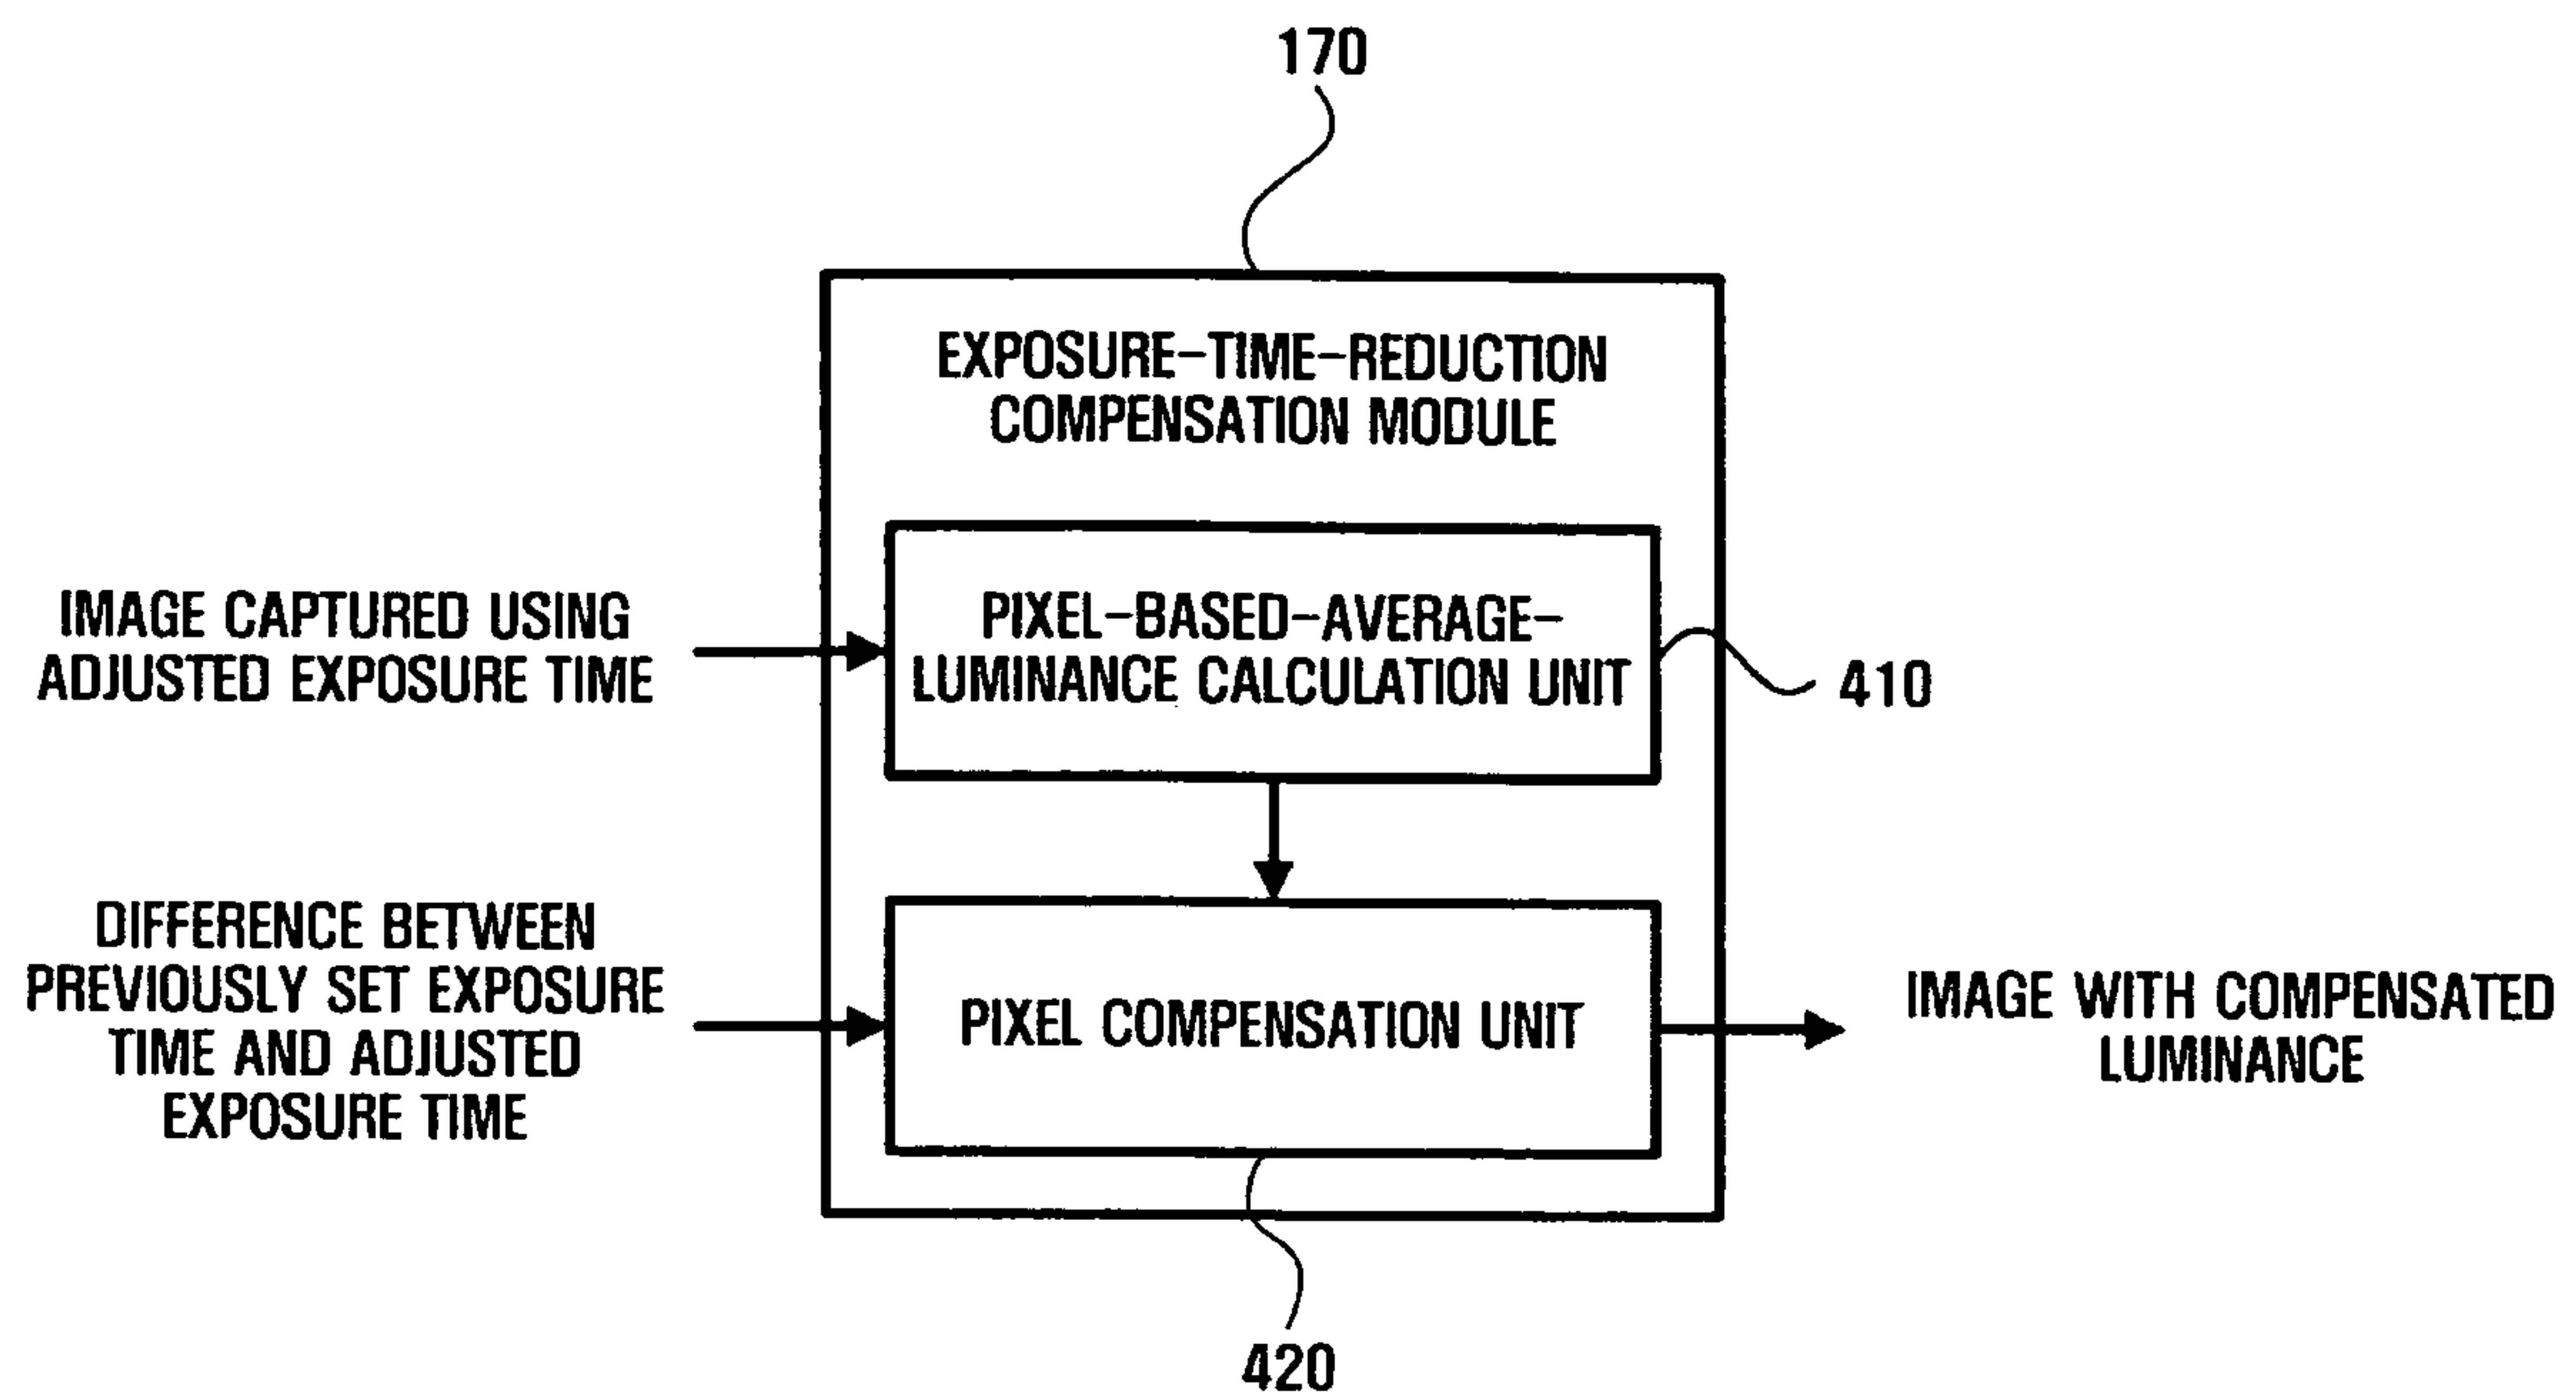 170
EXPOSURE-TIME-REDUCTION
COMPENSATION MODULE
IMAGE CAPTURED USING
ADJUSTED EXPOSURE TIME
PIXEL-BASED-AVERAGE-
LUMINANCE CALCULATION UNIT
410
DIFFERENCE BETWEEN
PREVIOUSLY SET EXPOSURE
TIME AND ADJUSTED
EXPOSURE TIME
PIXEL COMPENSATION UNIT
IMAGE WITH COMPENSATED
LUMINANCE
420